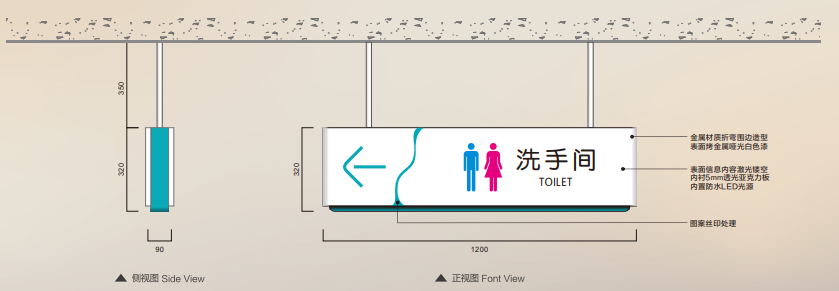 350
320
320
洗手间
TOILET
金属材质折弯围边造型
表面烤金属哑光白色漆
表面信息内容激光镂空
内衬5mm透光亚克力板
内置防水LED光源
图案丝印处理
90
1200
侧视图 Side View
正视图 Font View